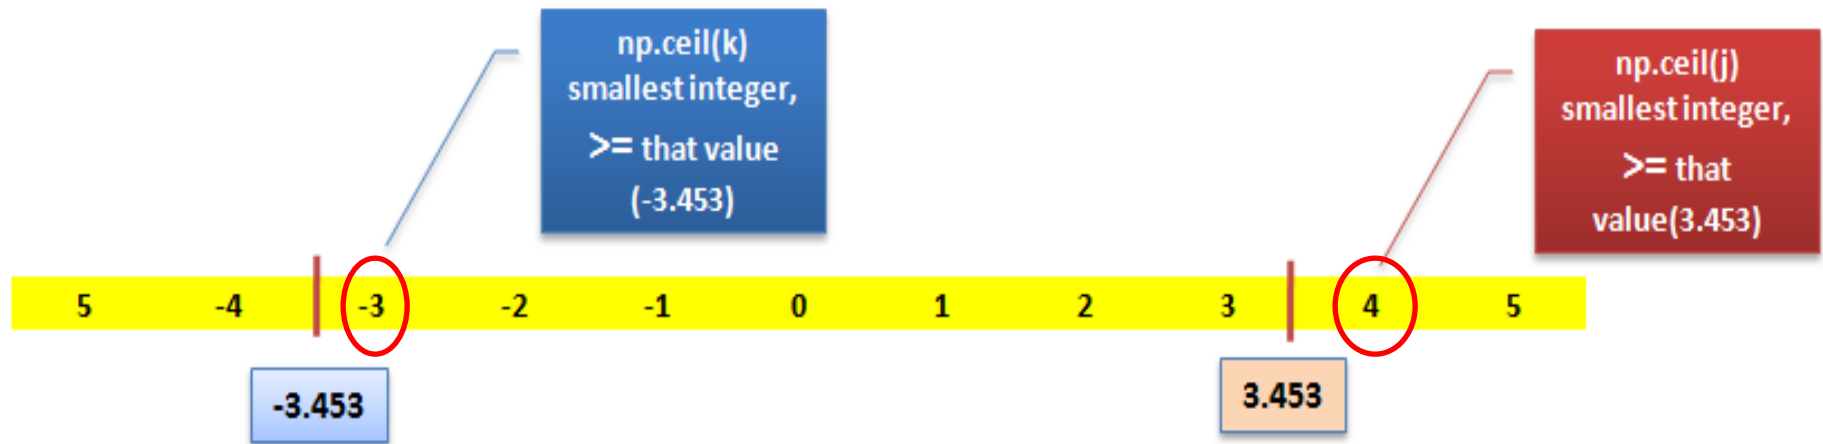 np.ceil(k)
smallest integer,
>= that value
(-3.453)
np.ceil(j)
smallest integer,
>= that
value(3.453)
5 -4 -3 -2 -1 0 1 2 3 4 5
-3.453
3.453